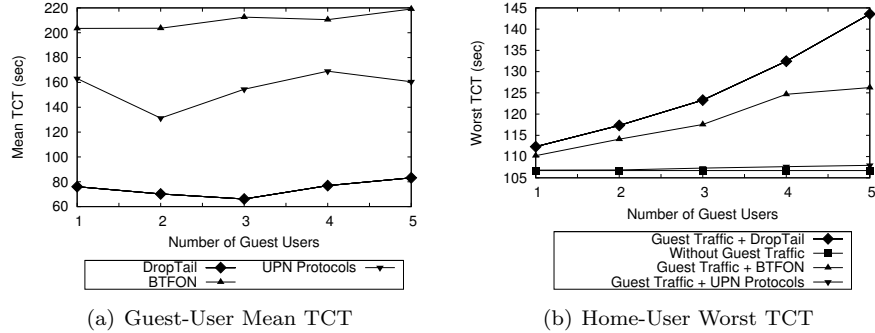 220
200
180
160
140
120
100
80
60
Mean TCT (sec)
1 2 3 4 5
Number of Guest Users
DropTail UPN Protocols
BTFON
(a) Guest-User Mean TCT
145
140
135
130
125
120
115
110
105
Worst TCT (sec)
1 2 3 4 5
Number of Guest Users
Guest Traffic + DropTail
Without Guest Traffic
Guest Traffic + BTFON
Guest Traffic + UPN Protocols
(b) Home-User Worst TCT